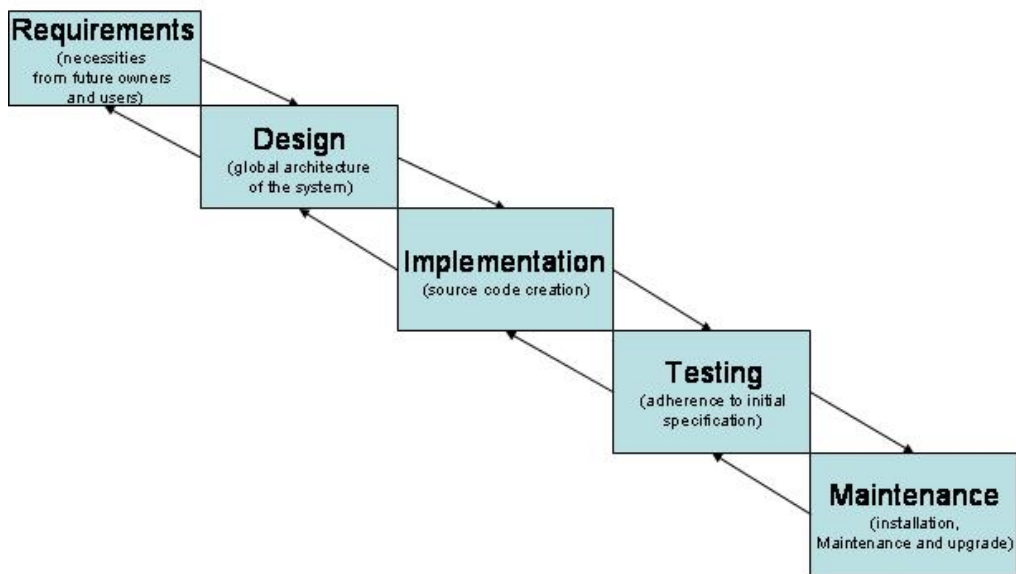 Requirements
(necessities
from future owners
and users)
Design
(global architecture
of the system)
Implementation
(source code creation)
Testing
(adherence to initial
specification)
Maintenance
(installation,
Maintenance and upgrade)